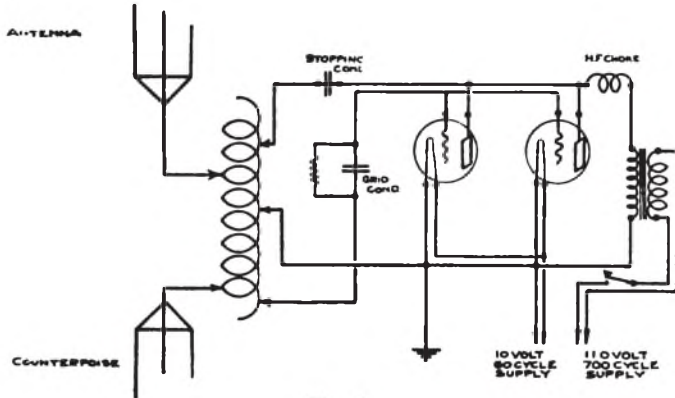 ANTENNA
STOPPING
COND.
H.F. CHOKE
GRID
COND
COUNTERPOISE
10 VOLT
60 CYCLE
SUPPLY
110 VOLT
700 CYCLE
SUPPLY